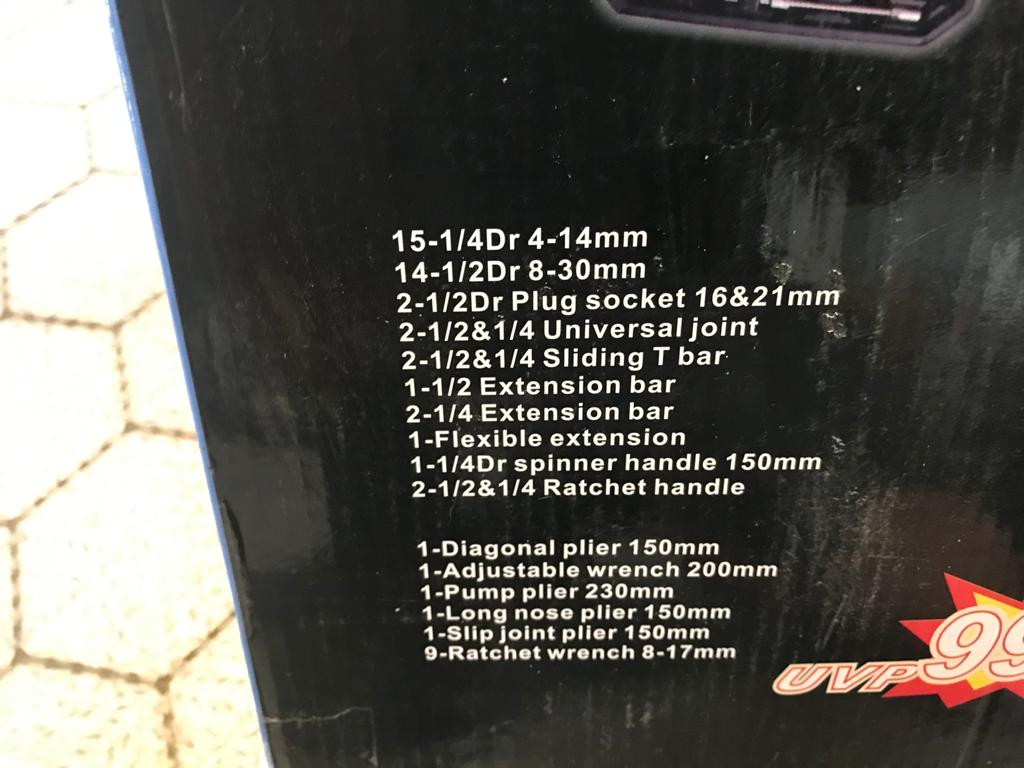 15-1/4Dr 4-14mm
14-1/2Dr 8-30mm
2-1/2Dr Plug socket 16&21mm
2-1/2&1/4 Universal joint
2-1/2&1/4 Sliding T bar
1-1/2 Extension bar
2-1/4 Extension bar
1-Flexible extension
1-1/4Dr spinner handle 150mm
2-1/2&1/4 Ratchet handle
1-Diagonal plier 150mm
1-Adjustable wrench 200mm
1-Pump plier 230mm
1-Long nose plier 150mm
1-Slip joint plier 150mm
9-Ratchet wrench 8-17mm
UVP 99